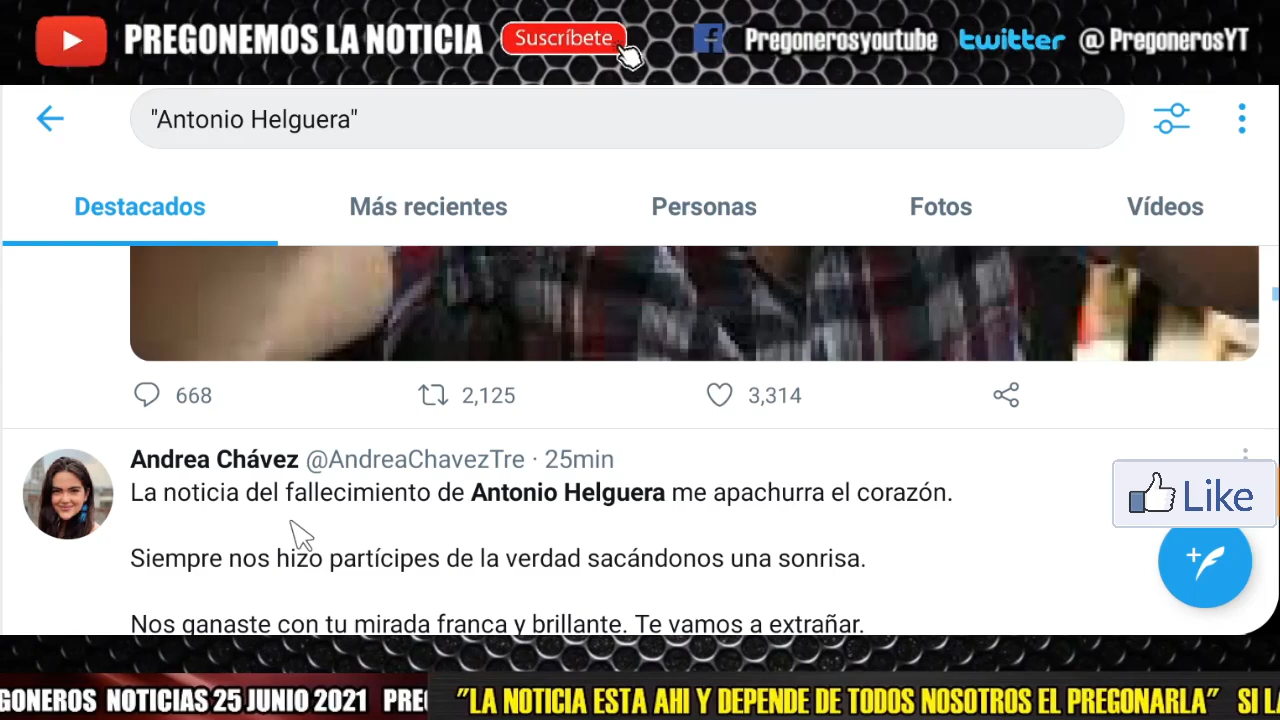 PREGONEMOS LA NOTICIA Suscríbete Pregonerosyoutube twitter @ PregonerosYT
"Antonio Helguera"
Destacados Más recientes Personas Fotos Vídeos
668 2,125 3,314
Andrea Chávez @AndreaChavezTre · 25min
La noticia del fallecimiento de Antonio Helguera me apachurra el corazón.
Like
Siempre nos hizo partícipes de la verdad sacándonos una sonrisa.
Nos ganaste con tu mirada franca y brillante. Te vamos a extrañar.
GONEROS NOTICIAS 25 JUNIO 2021 PRE "LA NOTICIA ESTA AHI Y DEPENDE DE TODOS NOSOTROS EL PREGONARLA" SI L